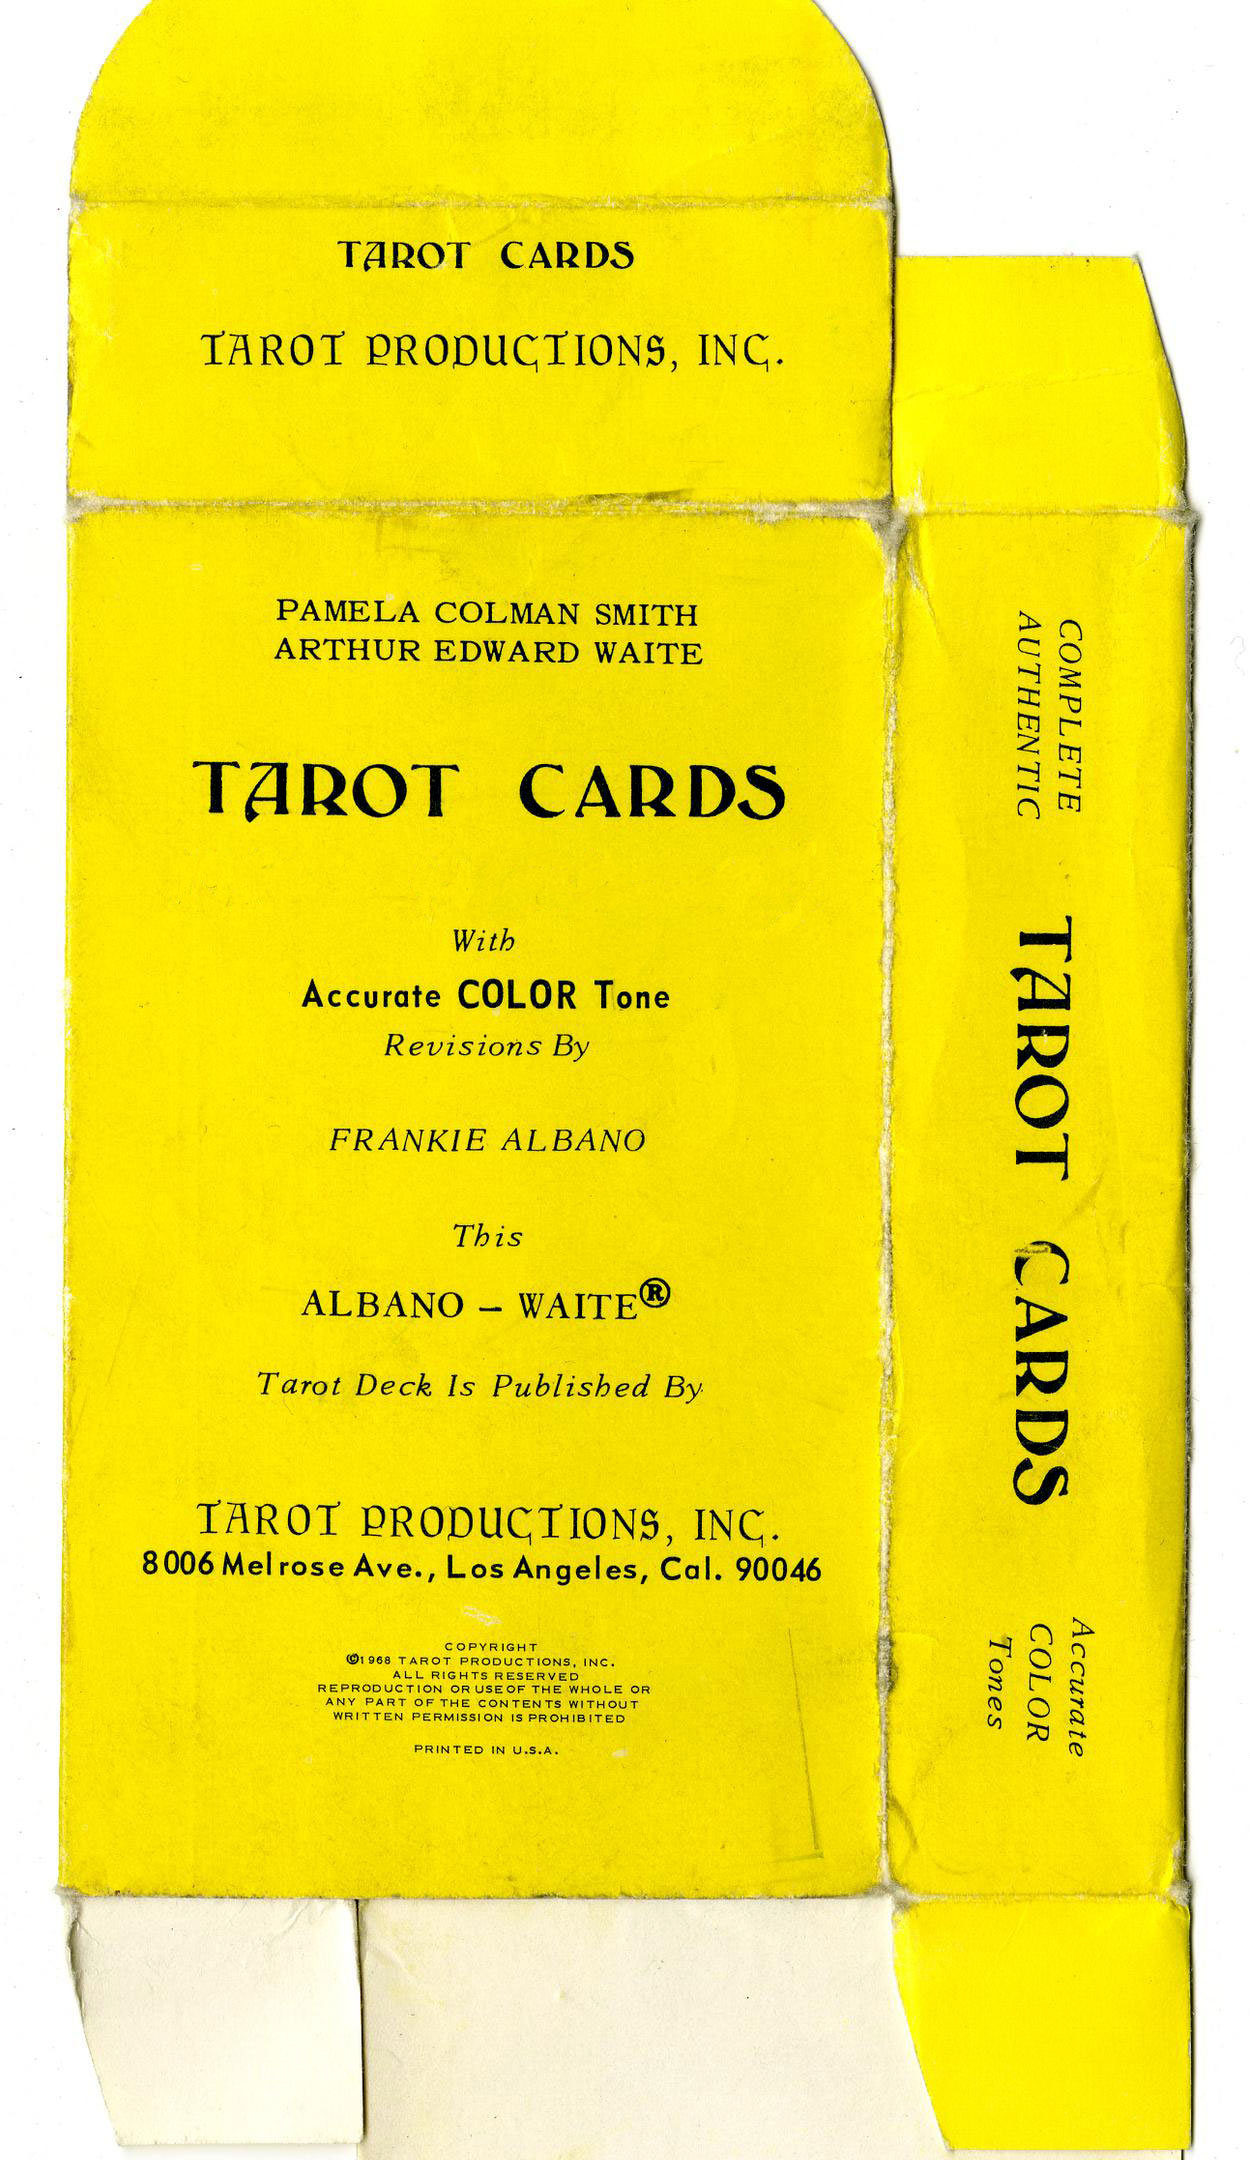 TAROT CARDS
TAROT PRODUCTIONS, INC.
PAMELA COLMAN SMITH
ARTHUR EDWARD WAITE
TAROT CARDS
With
Accurate COLOR Tone
Revisions By
FRANKIE ALBANO
This
ALBANO – WAITE®
Tarot Deck Is Published By
TAROT PRODUCTIONS, INC.
8006 Melrose Ave., Los Angeles, Cal. 90046
COPYRIGHT
©1968 TAROT PRODUCTIONS, INC.
ALL RIGHTS RESERVED
REPRODUCTION OR USE OF THE WHOLE OR
ANY PART OF THE CONTENTS WITHOUT
WRITTEN PERMISSION IS PROHIBITED
PRINTED IN U.S.A.
COMPLETE
AUTHENTIC
TAROT CARDS
Accurate
COLOR
Tones